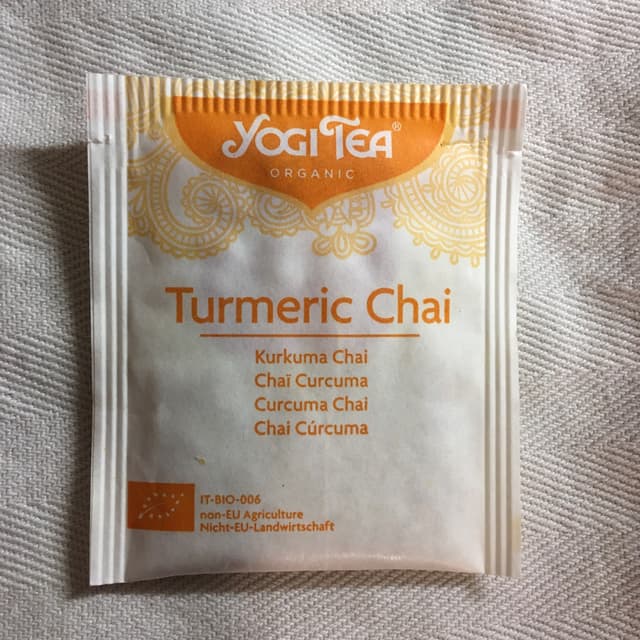 YOGI TEA®
ORGANIC
Turmeric Chai
Kurkuma Chai
Chaï Curcuma
Curcuma Chai
Chai Cúrcuma
IT-BIO-006
non-EU Agriculture
Nicht-EU-Landwirtschaft